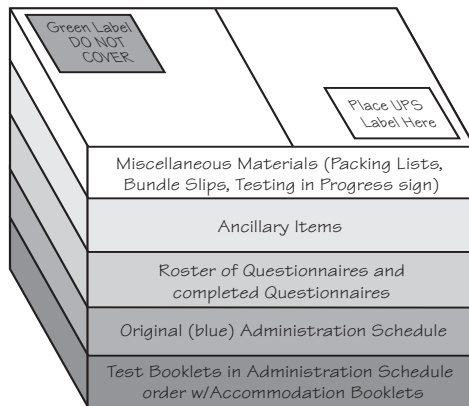 Green Label
DO NOT
COVER
Place UPS
Label Here
Miscellaneous Materials (Packing Lists,
Bundle Slips, Testing in Progress sign)
Ancillary Items
Roster of Questionnaires and
completed Questionnaires
Original (blue) Administration Schedule
Test Booklets in Administration Schedule
order w/Accommodation Booklets